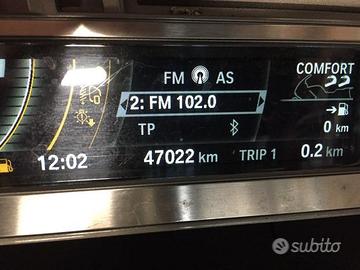 FM AS
COMFORT
2: FM 102.0
TP
0 km
12:02
47022 km
TRIP 1
0.2 km
subito